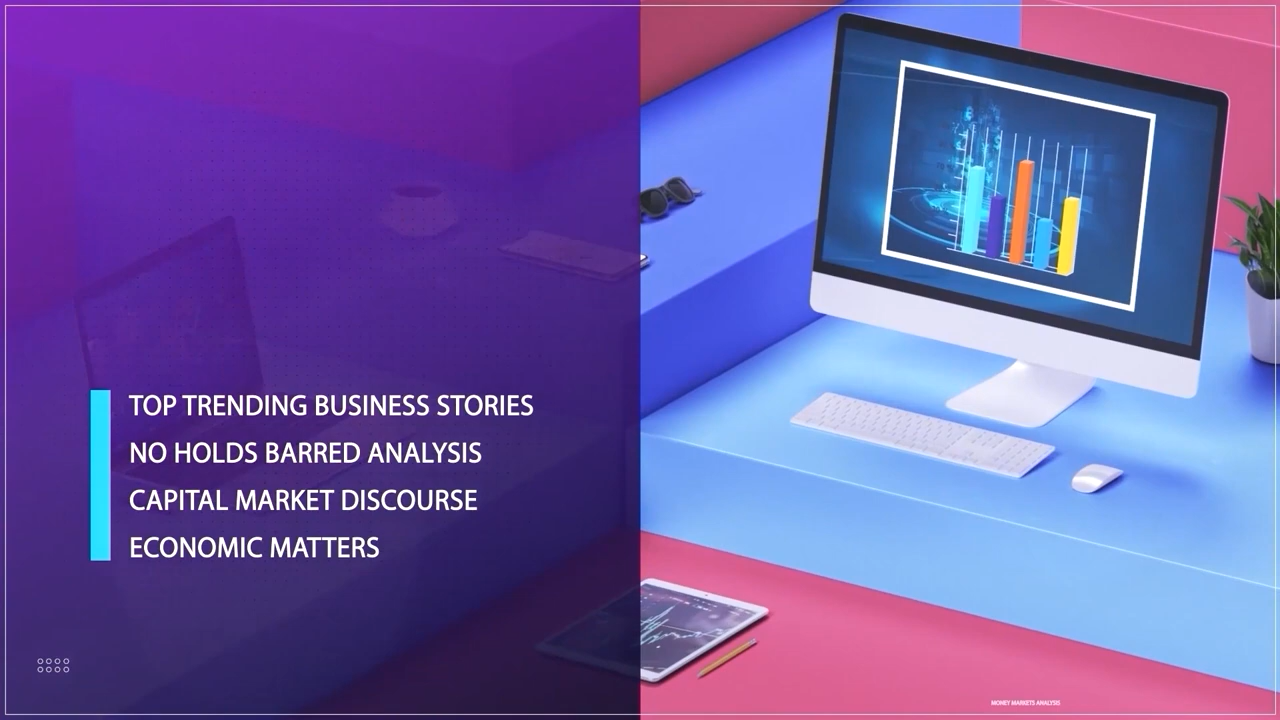 TOP TRENDING BUSINESS STORIES
NO HOLDS BARRED ANALYSIS
CAPITAL MARKET DISCOURSE
ECONOMIC MATTERS
MONEY MARKETS ANALYSIS